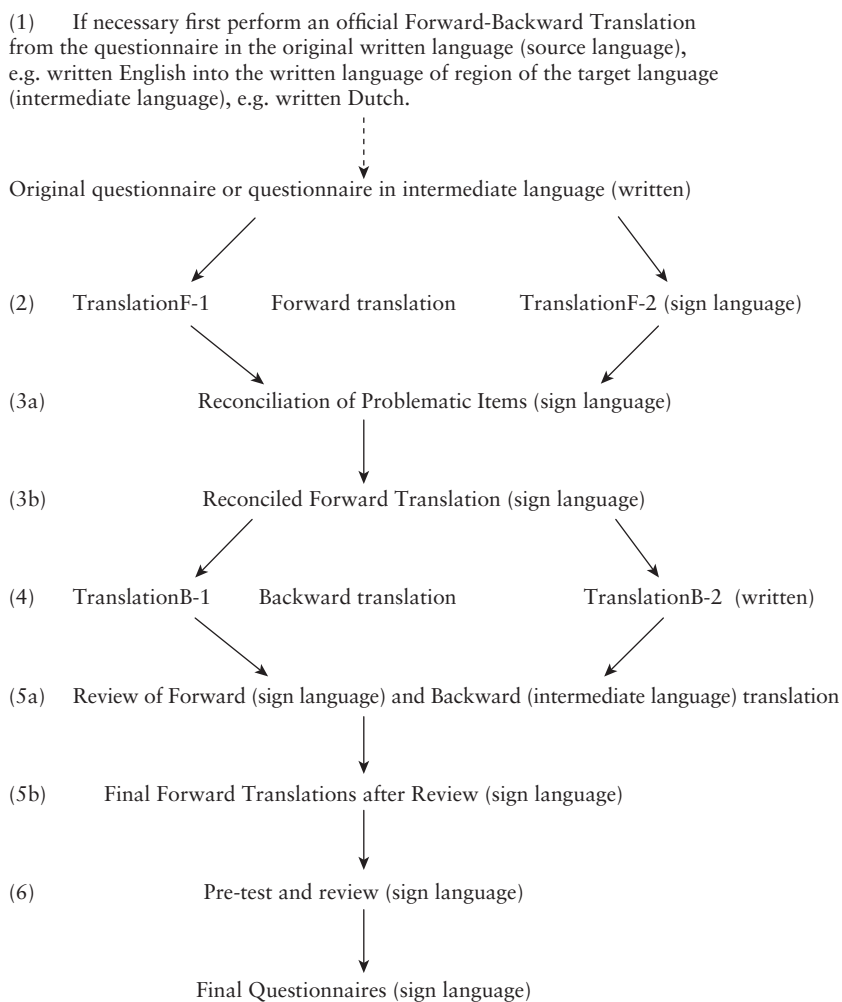 (1) If necessary first perform an official Forward-Backward Translation
from the questionnaire in the original written language (source language),
e.g. written English into the written language of region of the target language
(intermediate language), e.g. written Dutch.
Original questionnaire or questionnaire in intermediate language (written)
(2) TranslationF-1 Forward translation TranslationF-2 (sign language)
(3a) Reconciliation of Problematic Items (sign language)
(3b) Reconciled Forward Translation (sign language)
(4) TranslationB-1 Backward translation TranslationB-2 (written)
(5a) Review of Forward (sign language) and Backward (intermediate language) translation
(5b) Final Forward Translations after Review (sign language)
(6) Pre-test and review (sign language)
Final Questionnaires (sign language)